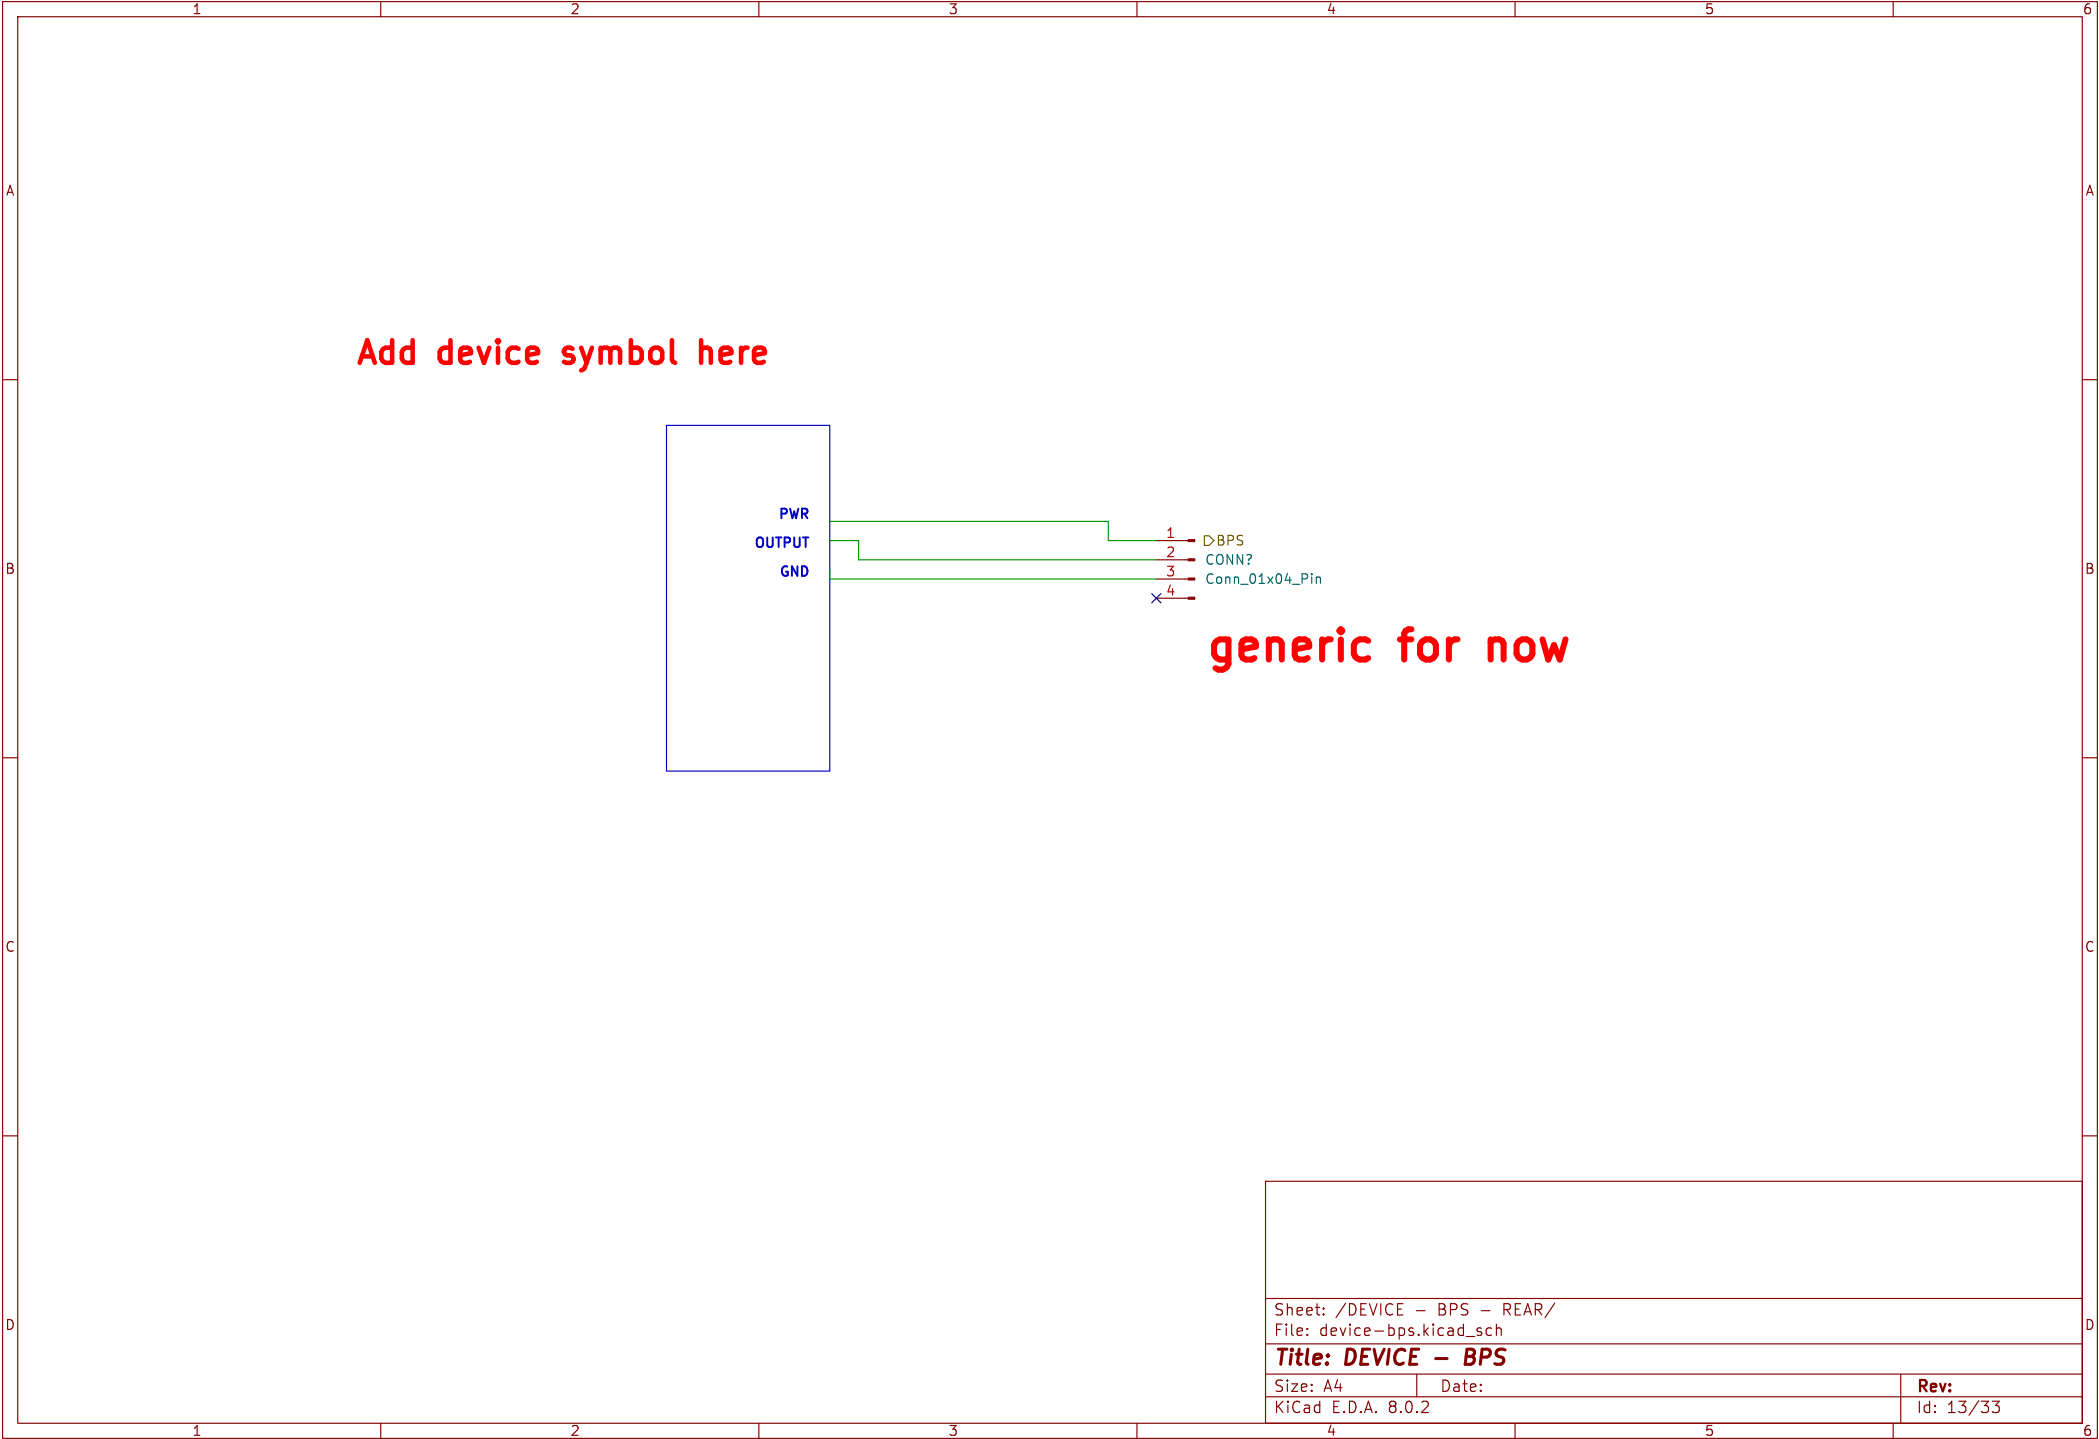 1 2 3 4 5 6
A A
Add device symbol here
PWR
OUTPUT
GND
1 BPS
2 CONN?
3 Conn_01x04_Pin
4
B B
generic for now
C C
D D
Sheet: /DEVICE - BPS - REAR/
File: device-bps.kicad_sch
Title: DEVICE - BPS
Size: A4 Date: Rev:
KiCad E.D.A. 8.0.2 Id: 13/33
1 2 3 4 5 6